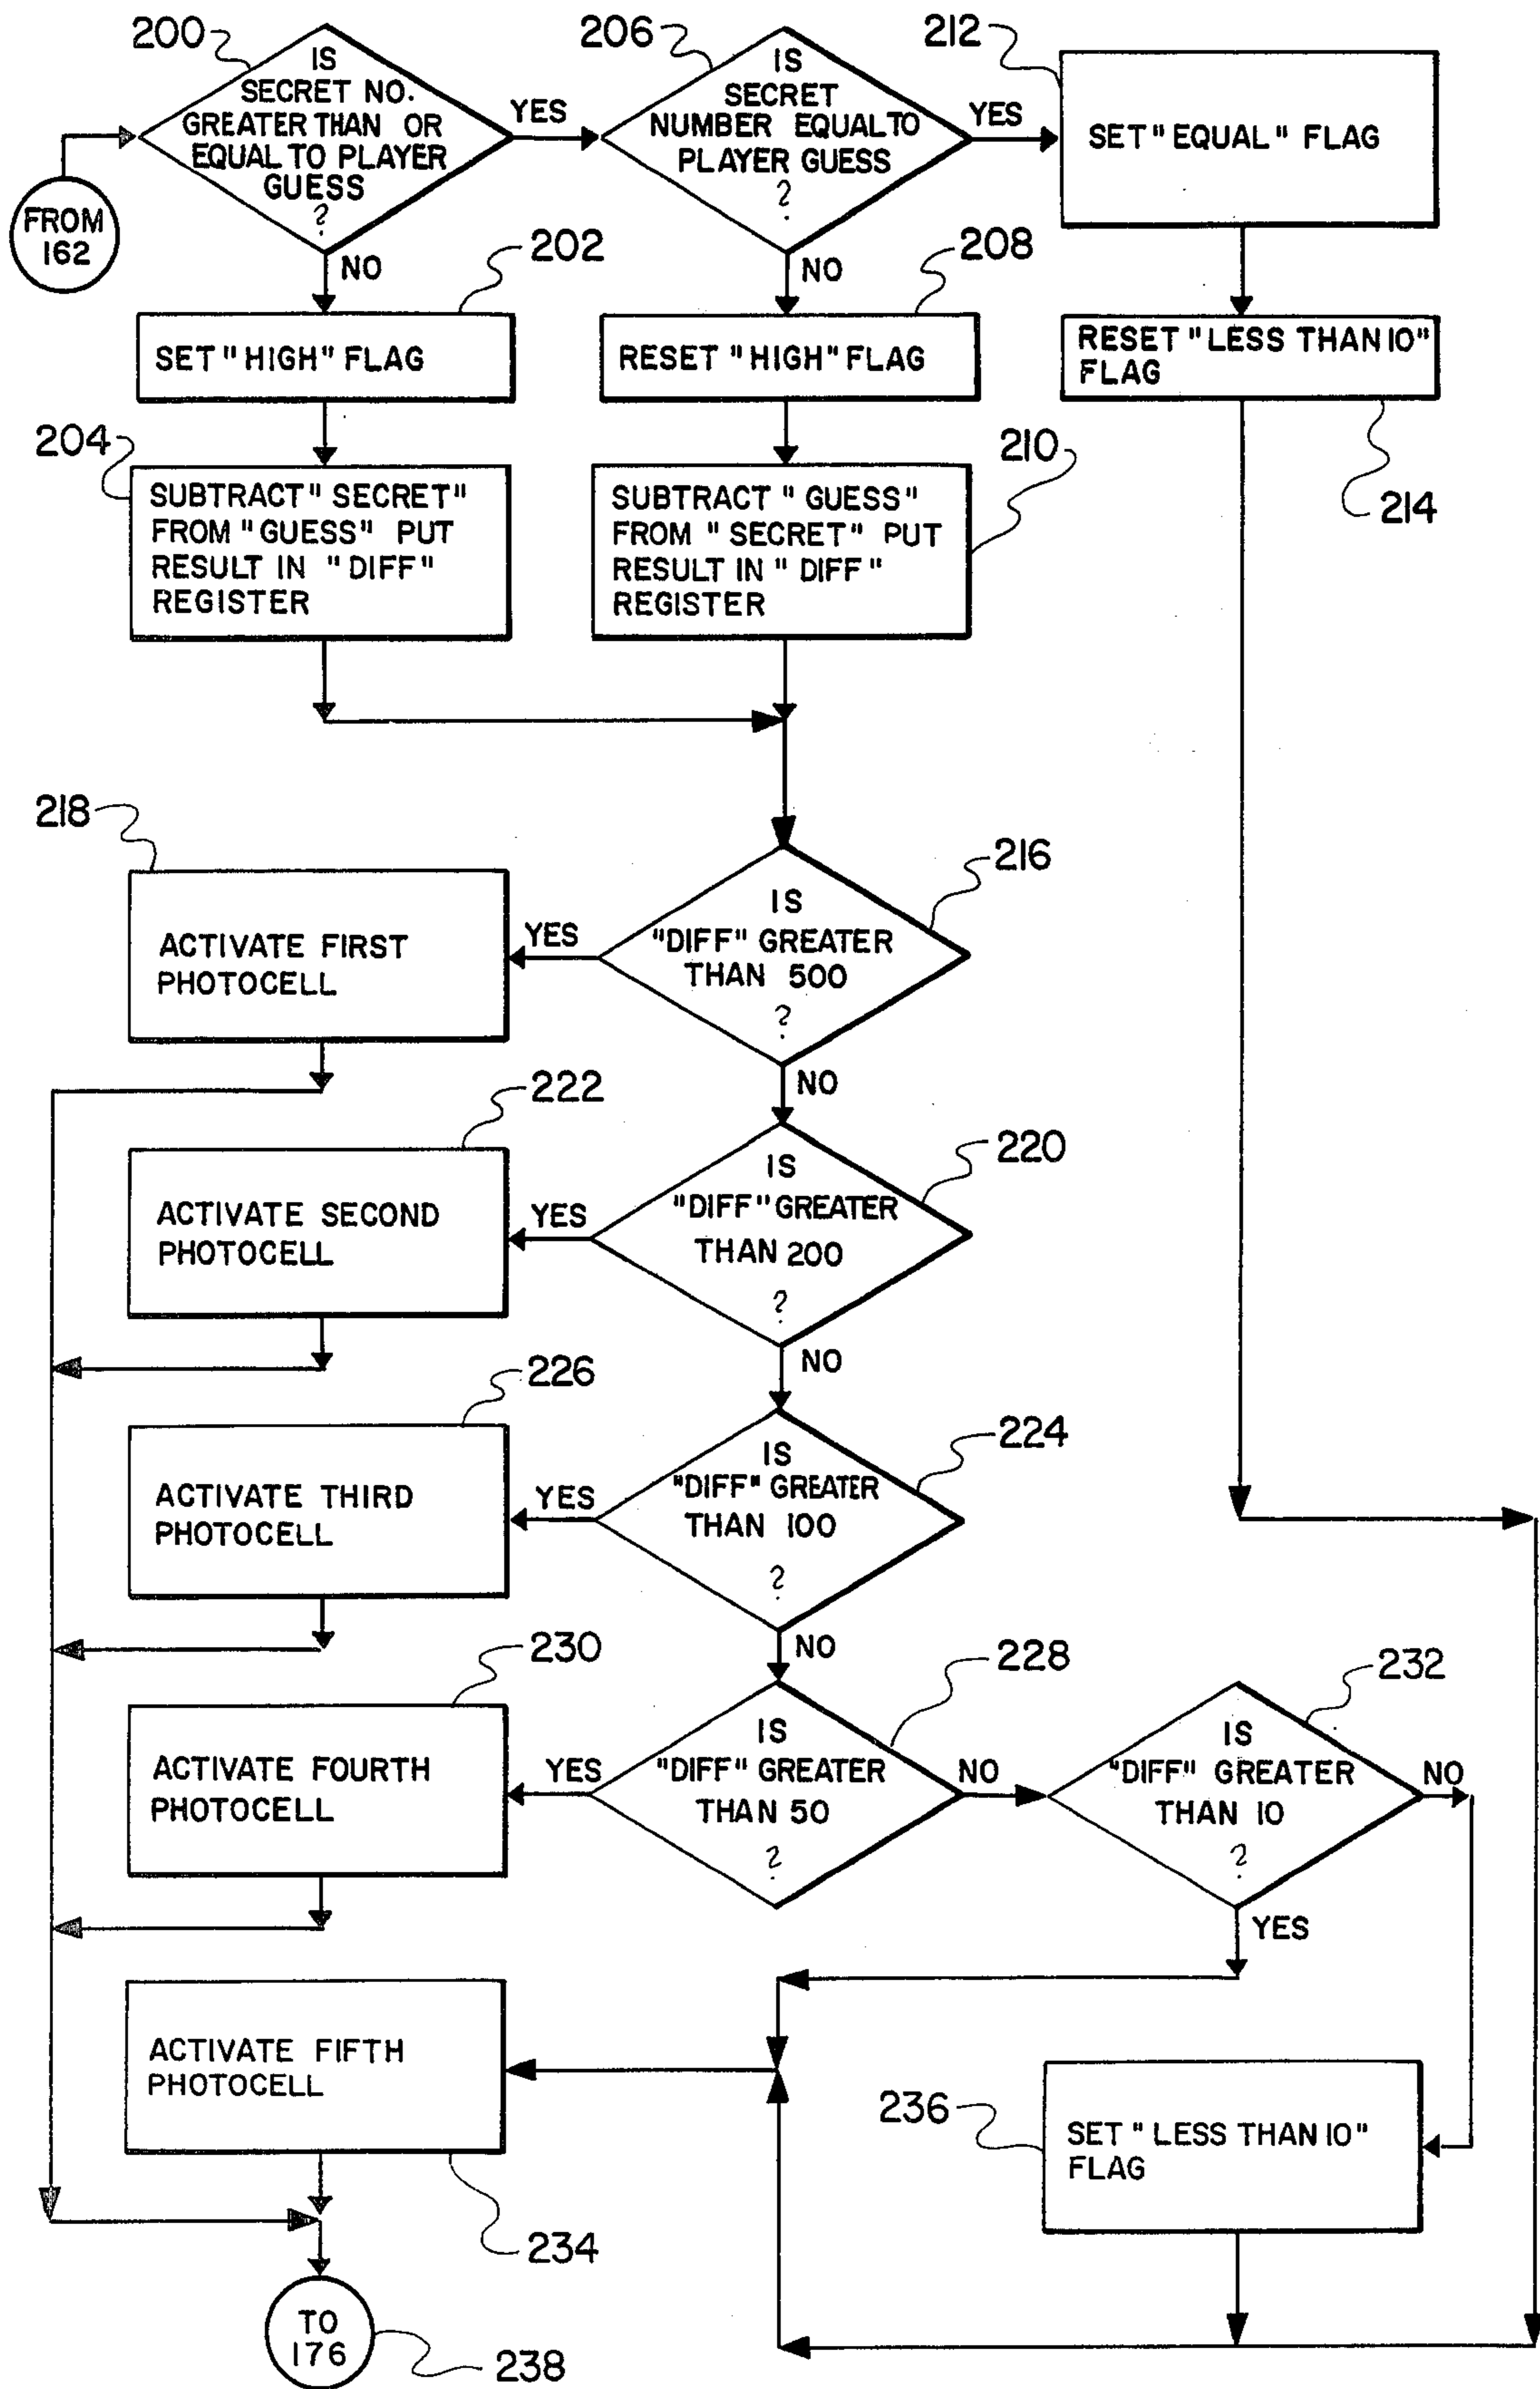 200
IS
SECRET NO.
GREATER THAN OR
EQUAL TO PLAYER
GUESS
?
YES
206
IS
SECRET
NUMBER EQUAL TO
PLAYER GUESS
?
YES
212
SET "EQUAL" FLAG
FROM
162
NO
202
NO
208
SET "HIGH" FLAG
RESET "HIGH" FLAG
RESET "LESS THAN 10"
FLAG
214
204
SUBTRACT "SECRET"
FROM "GUESS" PUT
RESULT IN "DIFF"
REGISTER
210
SUBTRACT "GUESS"
FROM "SECRET" PUT
RESULT IN "DIFF"
REGISTER
218
ACTIVATE FIRST
PHOTOCELL
YES
216
IS
"DIFF" GREATER
THAN 500
?
NO
222
ACTIVATE SECOND
PHOTOCELL
YES
220
IS
"DIFF" GREATER
THAN 200
?
NO
226
ACTIVATE THIRD
PHOTOCELL
YES
224
IS
"DIFF" GREATER
THAN 100
?
NO
230
ACTIVATE FOURTH
PHOTOCELL
YES
228
IS
"DIFF" GREATER
THAN 50
?
NO
232
IS
"DIFF" GREATER
THAN 10
?
NO
YES
ACTIVATE FIFTH
PHOTOCELL
234
236
SET "LESS THAN 10"
FLAG
TO
176
238